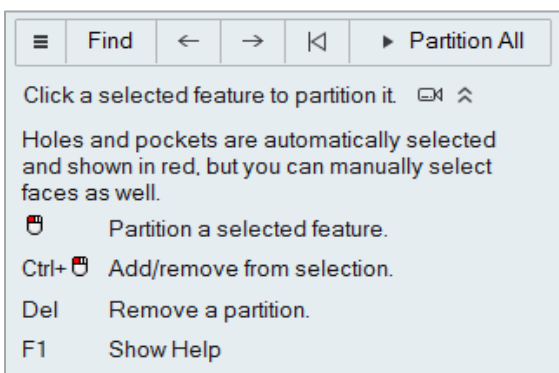 Find Partition All
Click a selected feature to partition it.
Holes and pockets are automatically selected
and shown in red, but you can manually select
faces as well.
Partition a selected feature.
Ctrl+ Add/remove from selection.
Del Remove a partition.
F1 Show Help